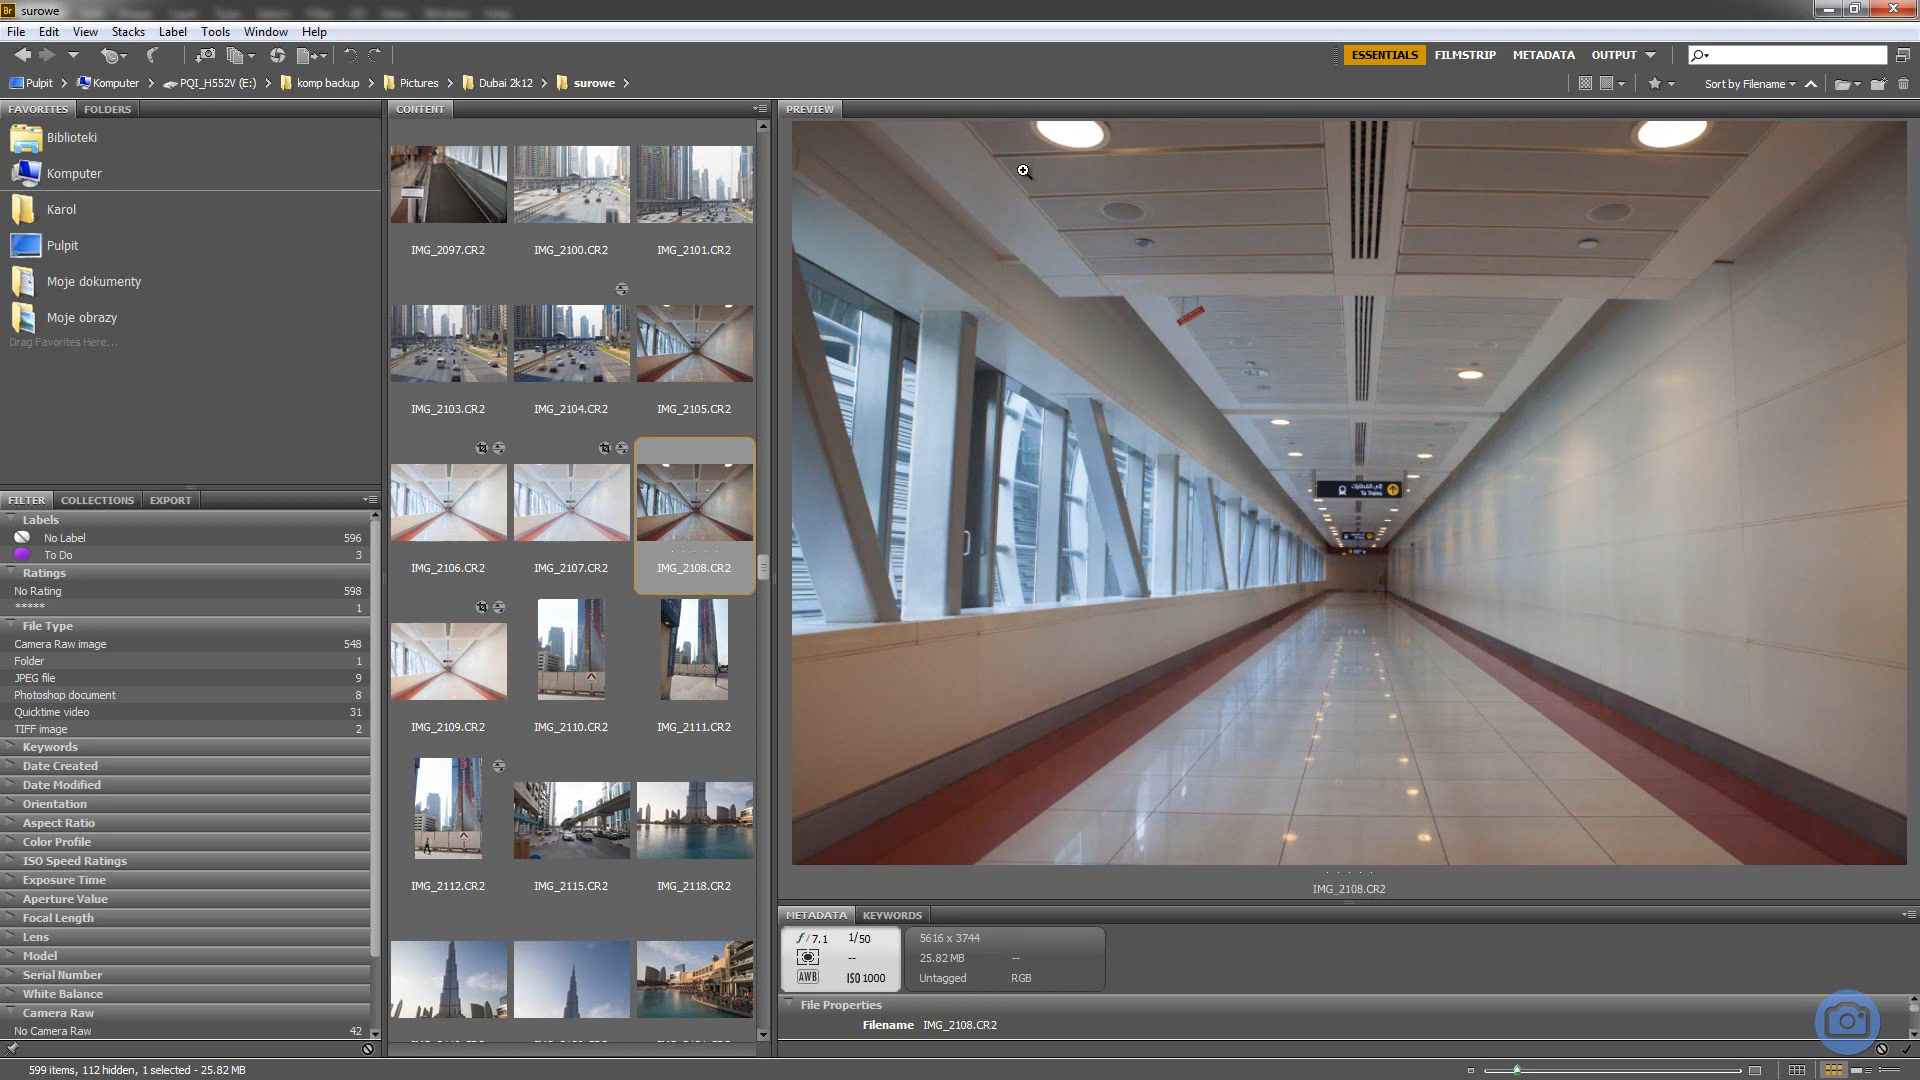 Br surowe
File Edit View Stacks Label Tools Window Help
ESSENTIALS FILMSTRIP METADATA OUTPUT
Pulpit Komputer PQI_H552V (E:) komp backup Pictures Dubai 2k12 surowe
Sort by Filename
FAVORITES FOLDERS
Biblioteki
Komputer
Karol
Pulpit
Moje dokumenty
Moje obrazy
Drag Favorites Here...
FILTER COLLECTIONS EXPORT
Labels
No Label 596
To Do 3
Ratings
No Rating 598
***** 1
File Type
Camera Raw image 548
Folder 1
JPEG file 9
Photoshop document 8
Quicktime video 31
TIFF image 2
Keywords
Date Created
Date Modified
Orientation
Aspect Ratio
Color Profile
ISO Speed Ratings
Exposure Time
Aperture Value
Focal Length
Lens
Model
Serial Number
White Balance
Camera Raw
No Camera Raw 42
CONTENT
IMG_2097.CR2 IMG_2100.CR2 IMG_2101.CR2
IMG_2103.CR2 IMG_2104.CR2 IMG_2105.CR2
IMG_2106.CR2 IMG_2107.CR2 IMG_2108.CR2
IMG_2109.CR2 IMG_2110.CR2 IMG_2111.CR2
IMG_2112.CR2 IMG_2115.CR2 IMG_2118.CR2
PREVIEW
إلى القطارات
To Trains
IMG_2108.CR2
METADATA KEYWORDS
f/7.1 1/50
--
AWB ISO 1000
5616 x 3744
25.82 MB --
Untagged RGB
File Properties
Filename IMG_2108.CR2
599 items, 112 hidden, 1 selected - 25.82 MB